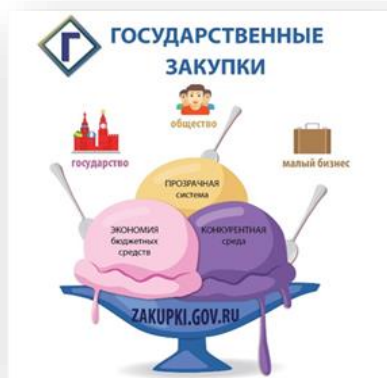 Г
ГОСУДАРСТВЕННЫЕ
ЗАКУПКИ
общество
государство
малый бизнес
ПРОЗРАЧНАЯ
система
ЭКОНОМИЯ
бюджетных
средств
КОНКУРЕНТНАЯ
среда
ZAKUPKI.GOV.RU